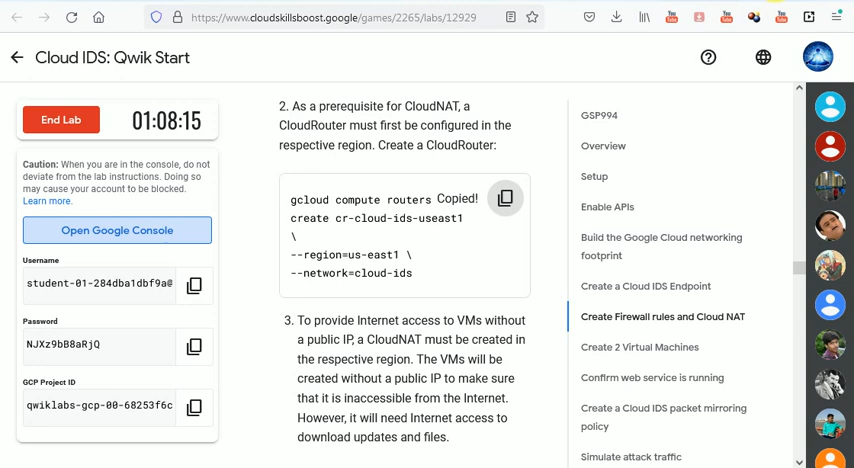 https://www.cloudskillsboost.google/games/2265/labs/12929
Cloud IDS: Qwik Start
End Lab
01:08:15
Caution: When you are in the console, do not
deviate from the lab instructions. Doing so
may cause your account to be blocked.
Learn more.
Open Google Console
Username
student-01-284dba1dbf9a@
Password
NJXz9bB8aRjQ
GCP Project ID
qwiklabs-gcp-00-68253f6c
2. As a prerequisite for CloudNAT, a
CloudRouter must first be configured in the
respective region. Create a CloudRouter:
gcloud compute routers
Copied!
create cr-cloud-ids-useast1
\
--region=us-east1 \
--network=cloud-ids
3. To provide Internet access to VMs without
a public IP, a CloudNAT must be created in
the respective region. The VMs will be
created without a public IP to make sure
that it is inaccessible from the Internet.
However, it will need Internet access to
download updates and files.
GSP994
Overview
Setup
Enable APIs
Build the Google Cloud networking
footprint
Create a Cloud IDS Endpoint
Create Firewall rules and Cloud NAT
Create 2 Virtual Machines
Confirm web service is running
Create a Cloud IDS packet mirroring
policy
Simulate attack traffic